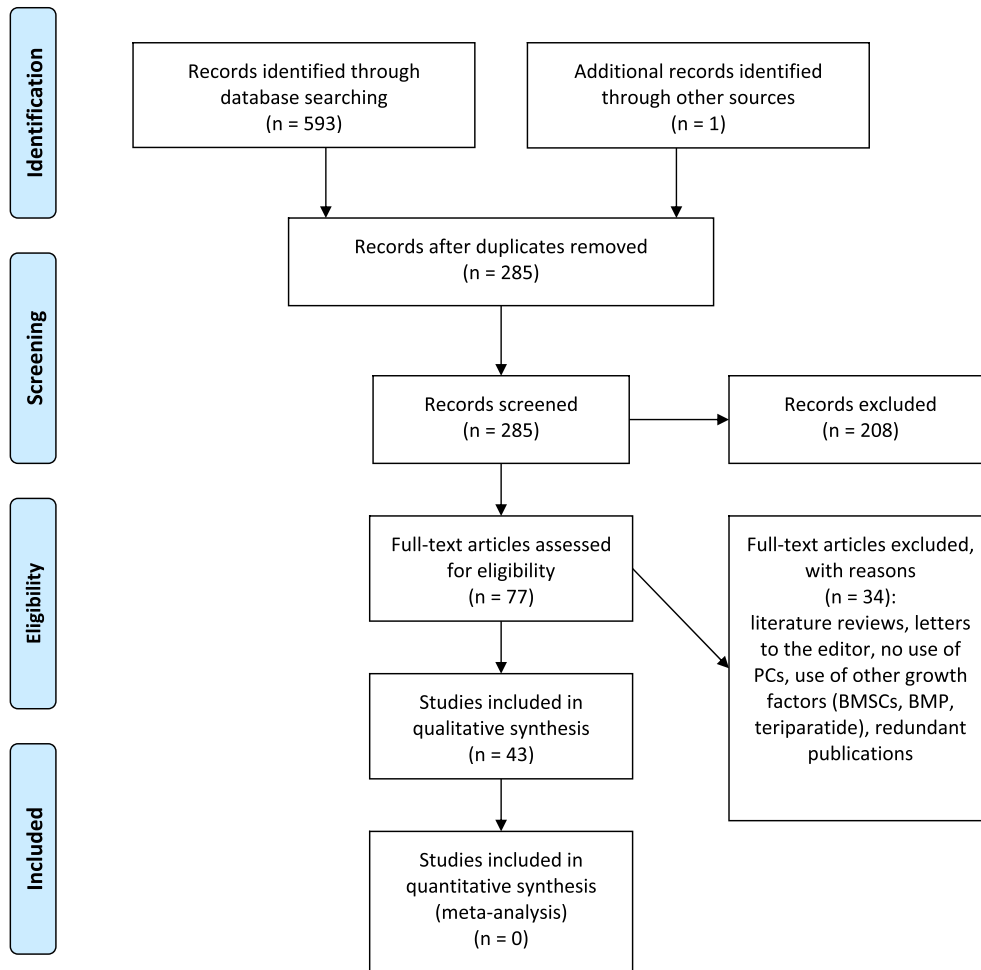 Identification
Records identified through
database searching
(n = 593)
Additional records identified
through other sources
(n = 1)
Records after duplicates removed
(n = 285)
Screening
Records screened
(n = 285)
Records excluded
(n = 208)
Eligibility
Full-text articles assessed
for eligibility
(n = 77)
Full-text articles excluded,
with reasons
(n = 34):
literature reviews, letters
to the editor, no use of
PCs, use of other growth
factors (BMSCs, BMP,
teriparatide), redundant
publications
Studies included in
qualitative synthesis
(n = 43)
Included
Studies included in
quantitative synthesis
(meta-analysis)
(n = 0)